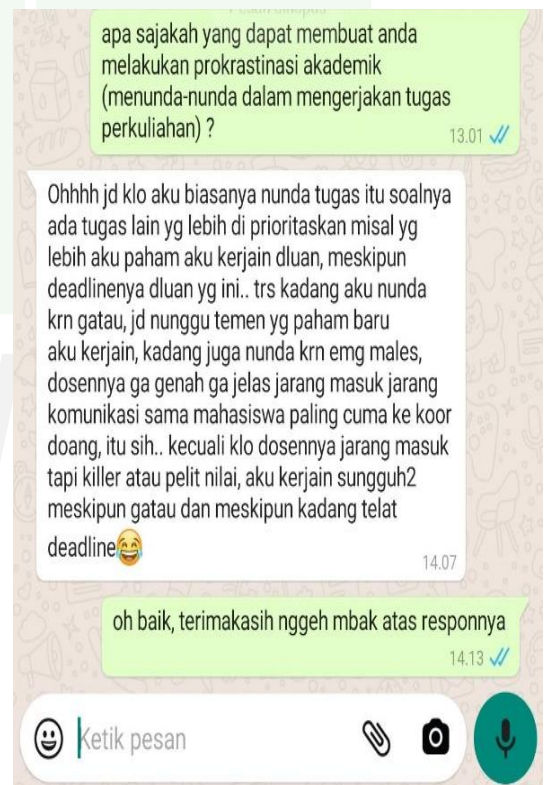 apa sajakah yang dapat membuat anda
melakukan prokrastinasi akademik
(menunda-nunda dalam mengerjakan tugas
perkuliahan) ?
13.01
Ohhhh jd klo aku biasanya nunda tugas itu soalnya
ada tugas lain yg lebih di prioritaskan misal yg
lebih aku paham aku kerjain dluan, meskipun
deadlinenya dluan yg ini.. trs kadang aku nunda
krn gatau, jd nunggu temen yg paham baru
aku kerjain, kadang juga nunda krn emg males,
dosennya ga genah ga jelas jarang masuk jarang
komunikasi sama mahasiswa paling cuma ke koor
doang, itu sih.. kecuali klo dosennya jarang masuk
tapi killer atau pelit nilai, aku kerjain sungguh2
meskipun gatau dan meskipun kadang telat
deadline😂
14.07
oh baik, terimakasih nggeh mbak atas responnya
14.13
Ketik pesan